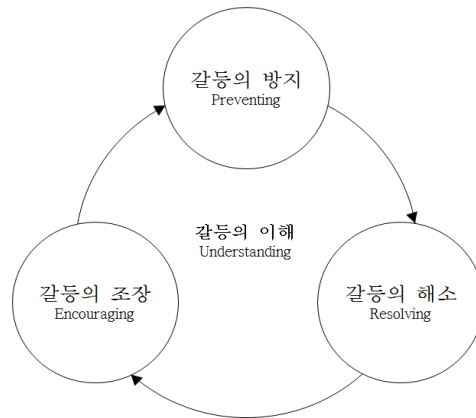 갈등의 방지
Preventing
갈등의 이해
Understanding
갈등의 조장
Encouraging
갈등의 해소
Resolving